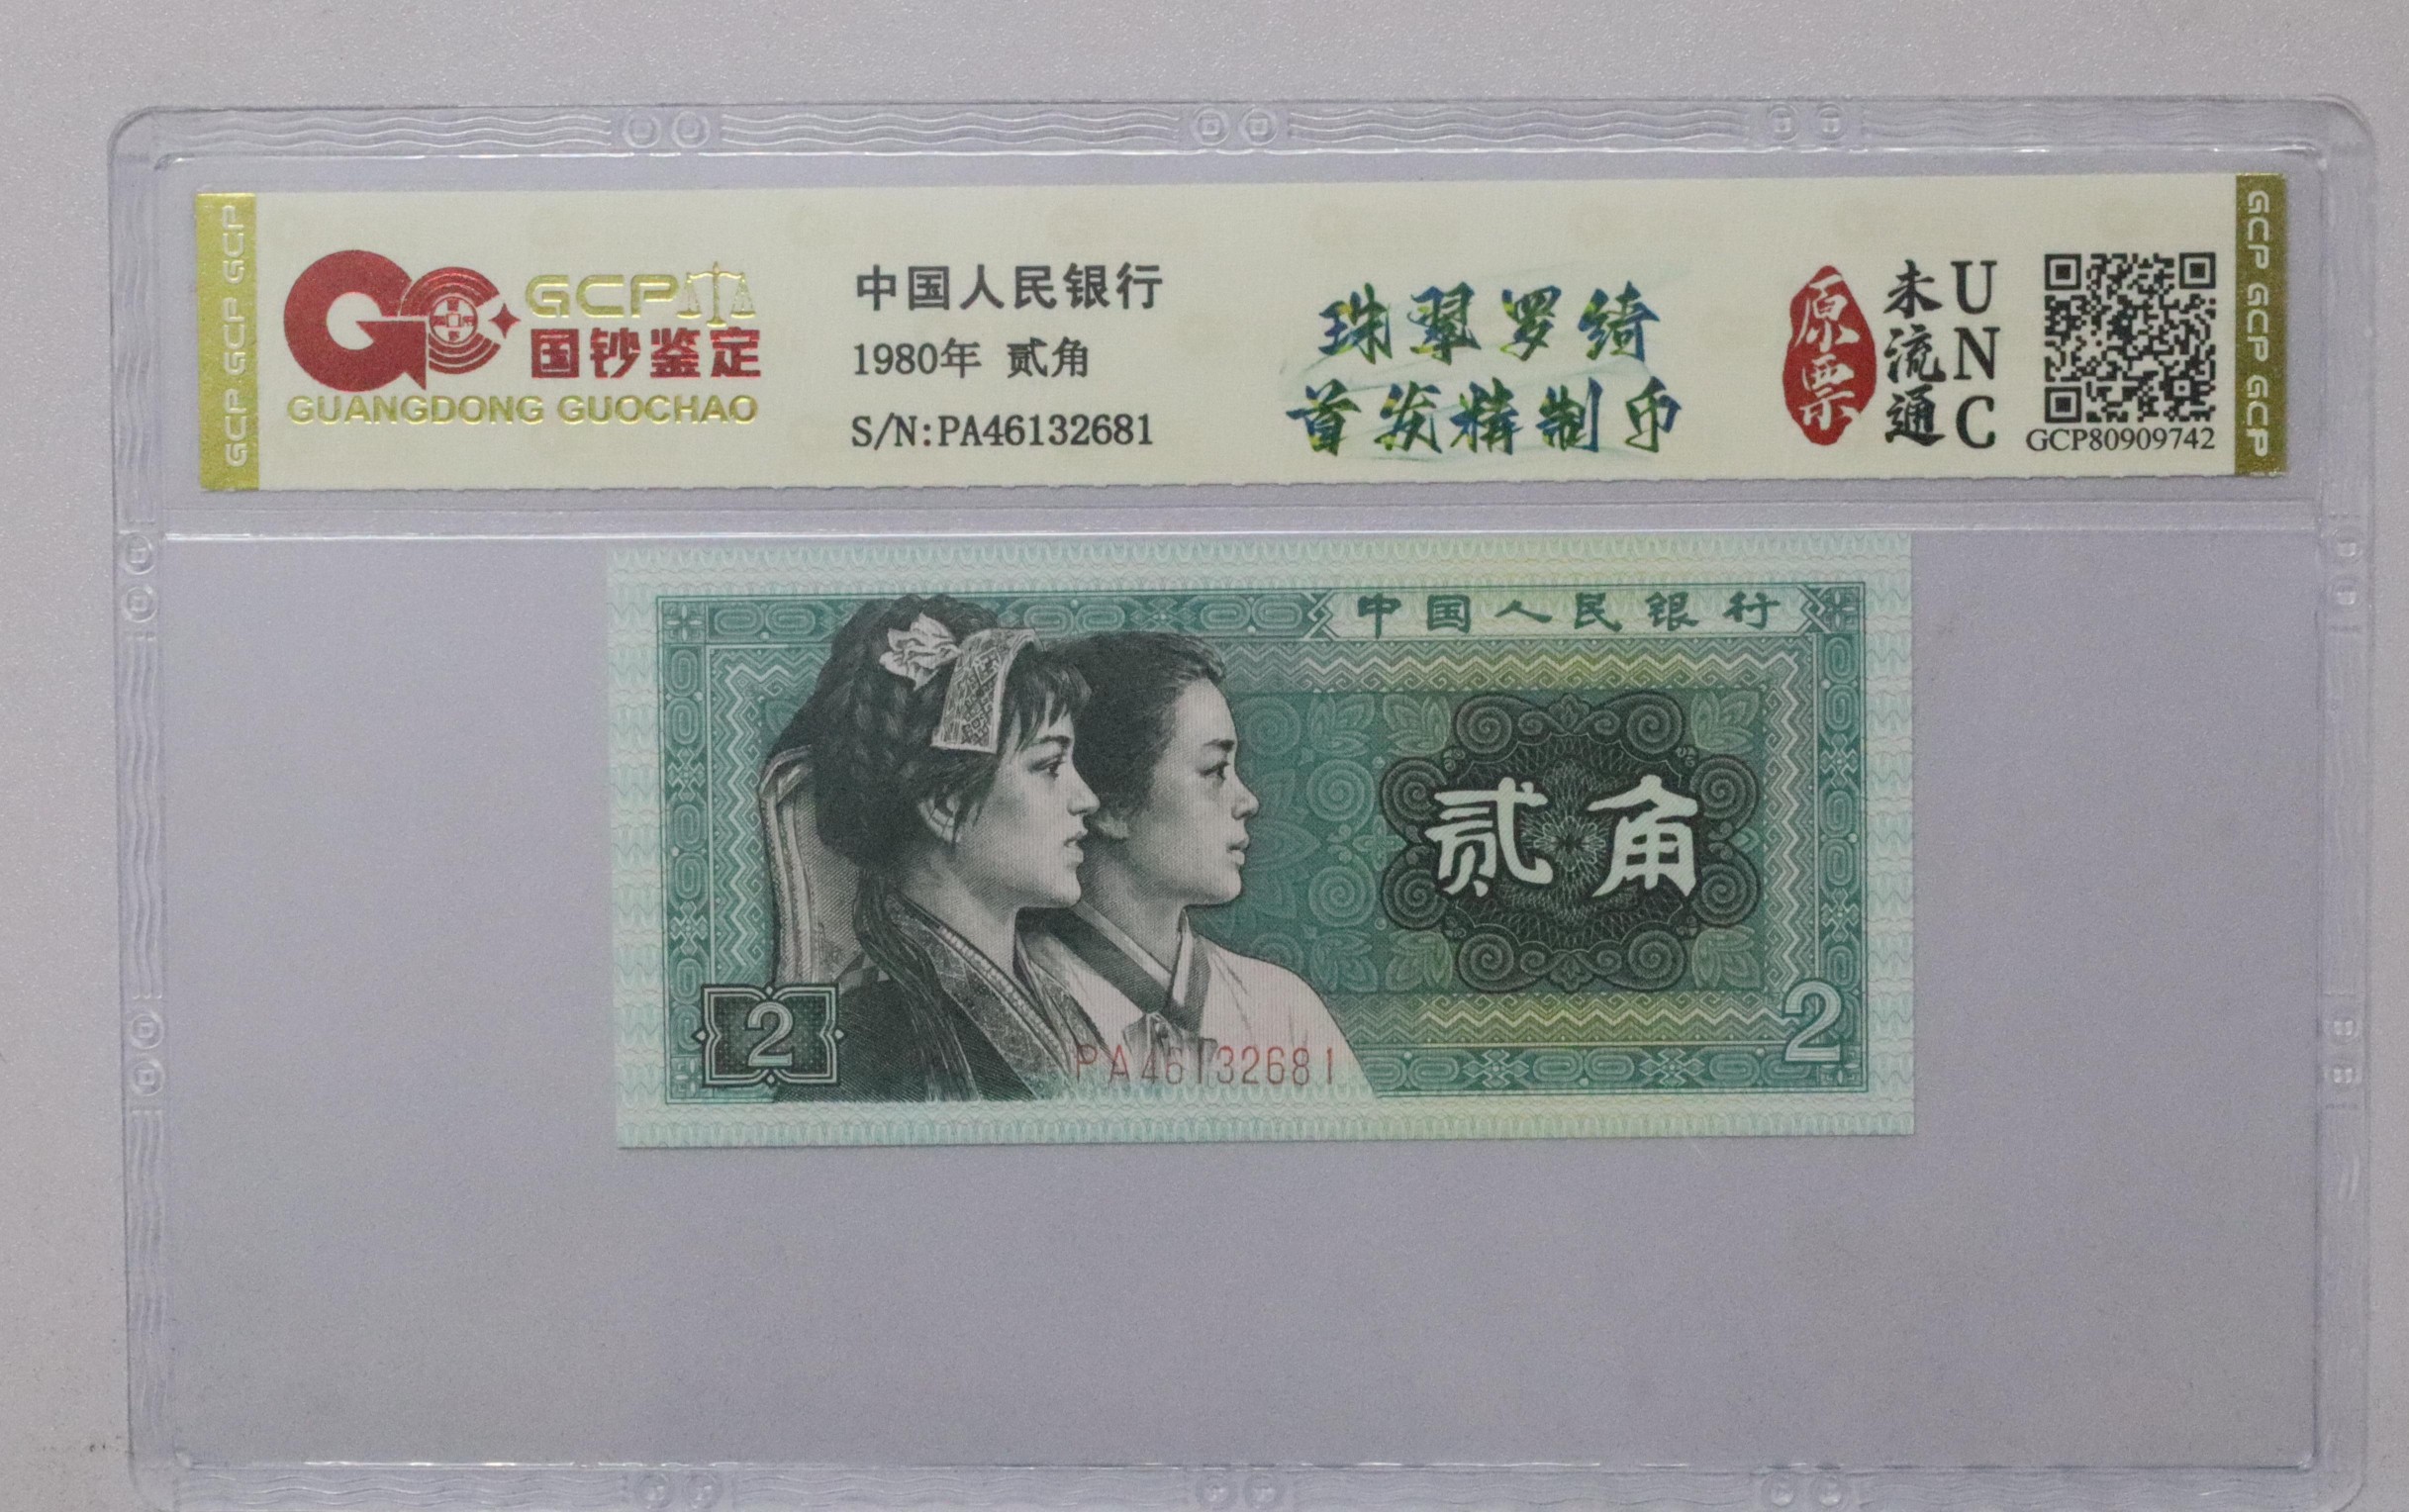 GCP GCP GCP
GCP
国钞鉴定
GUANGDONG GUOCHAO
中国人民银行
1980年 贰角
S/N:PA46132681
珠翠罗绮
首发精制币
原票
未流通
UNC
GCP80909742
GCP GCP GCP
中国人民银行
贰角
2
2
PA46132681